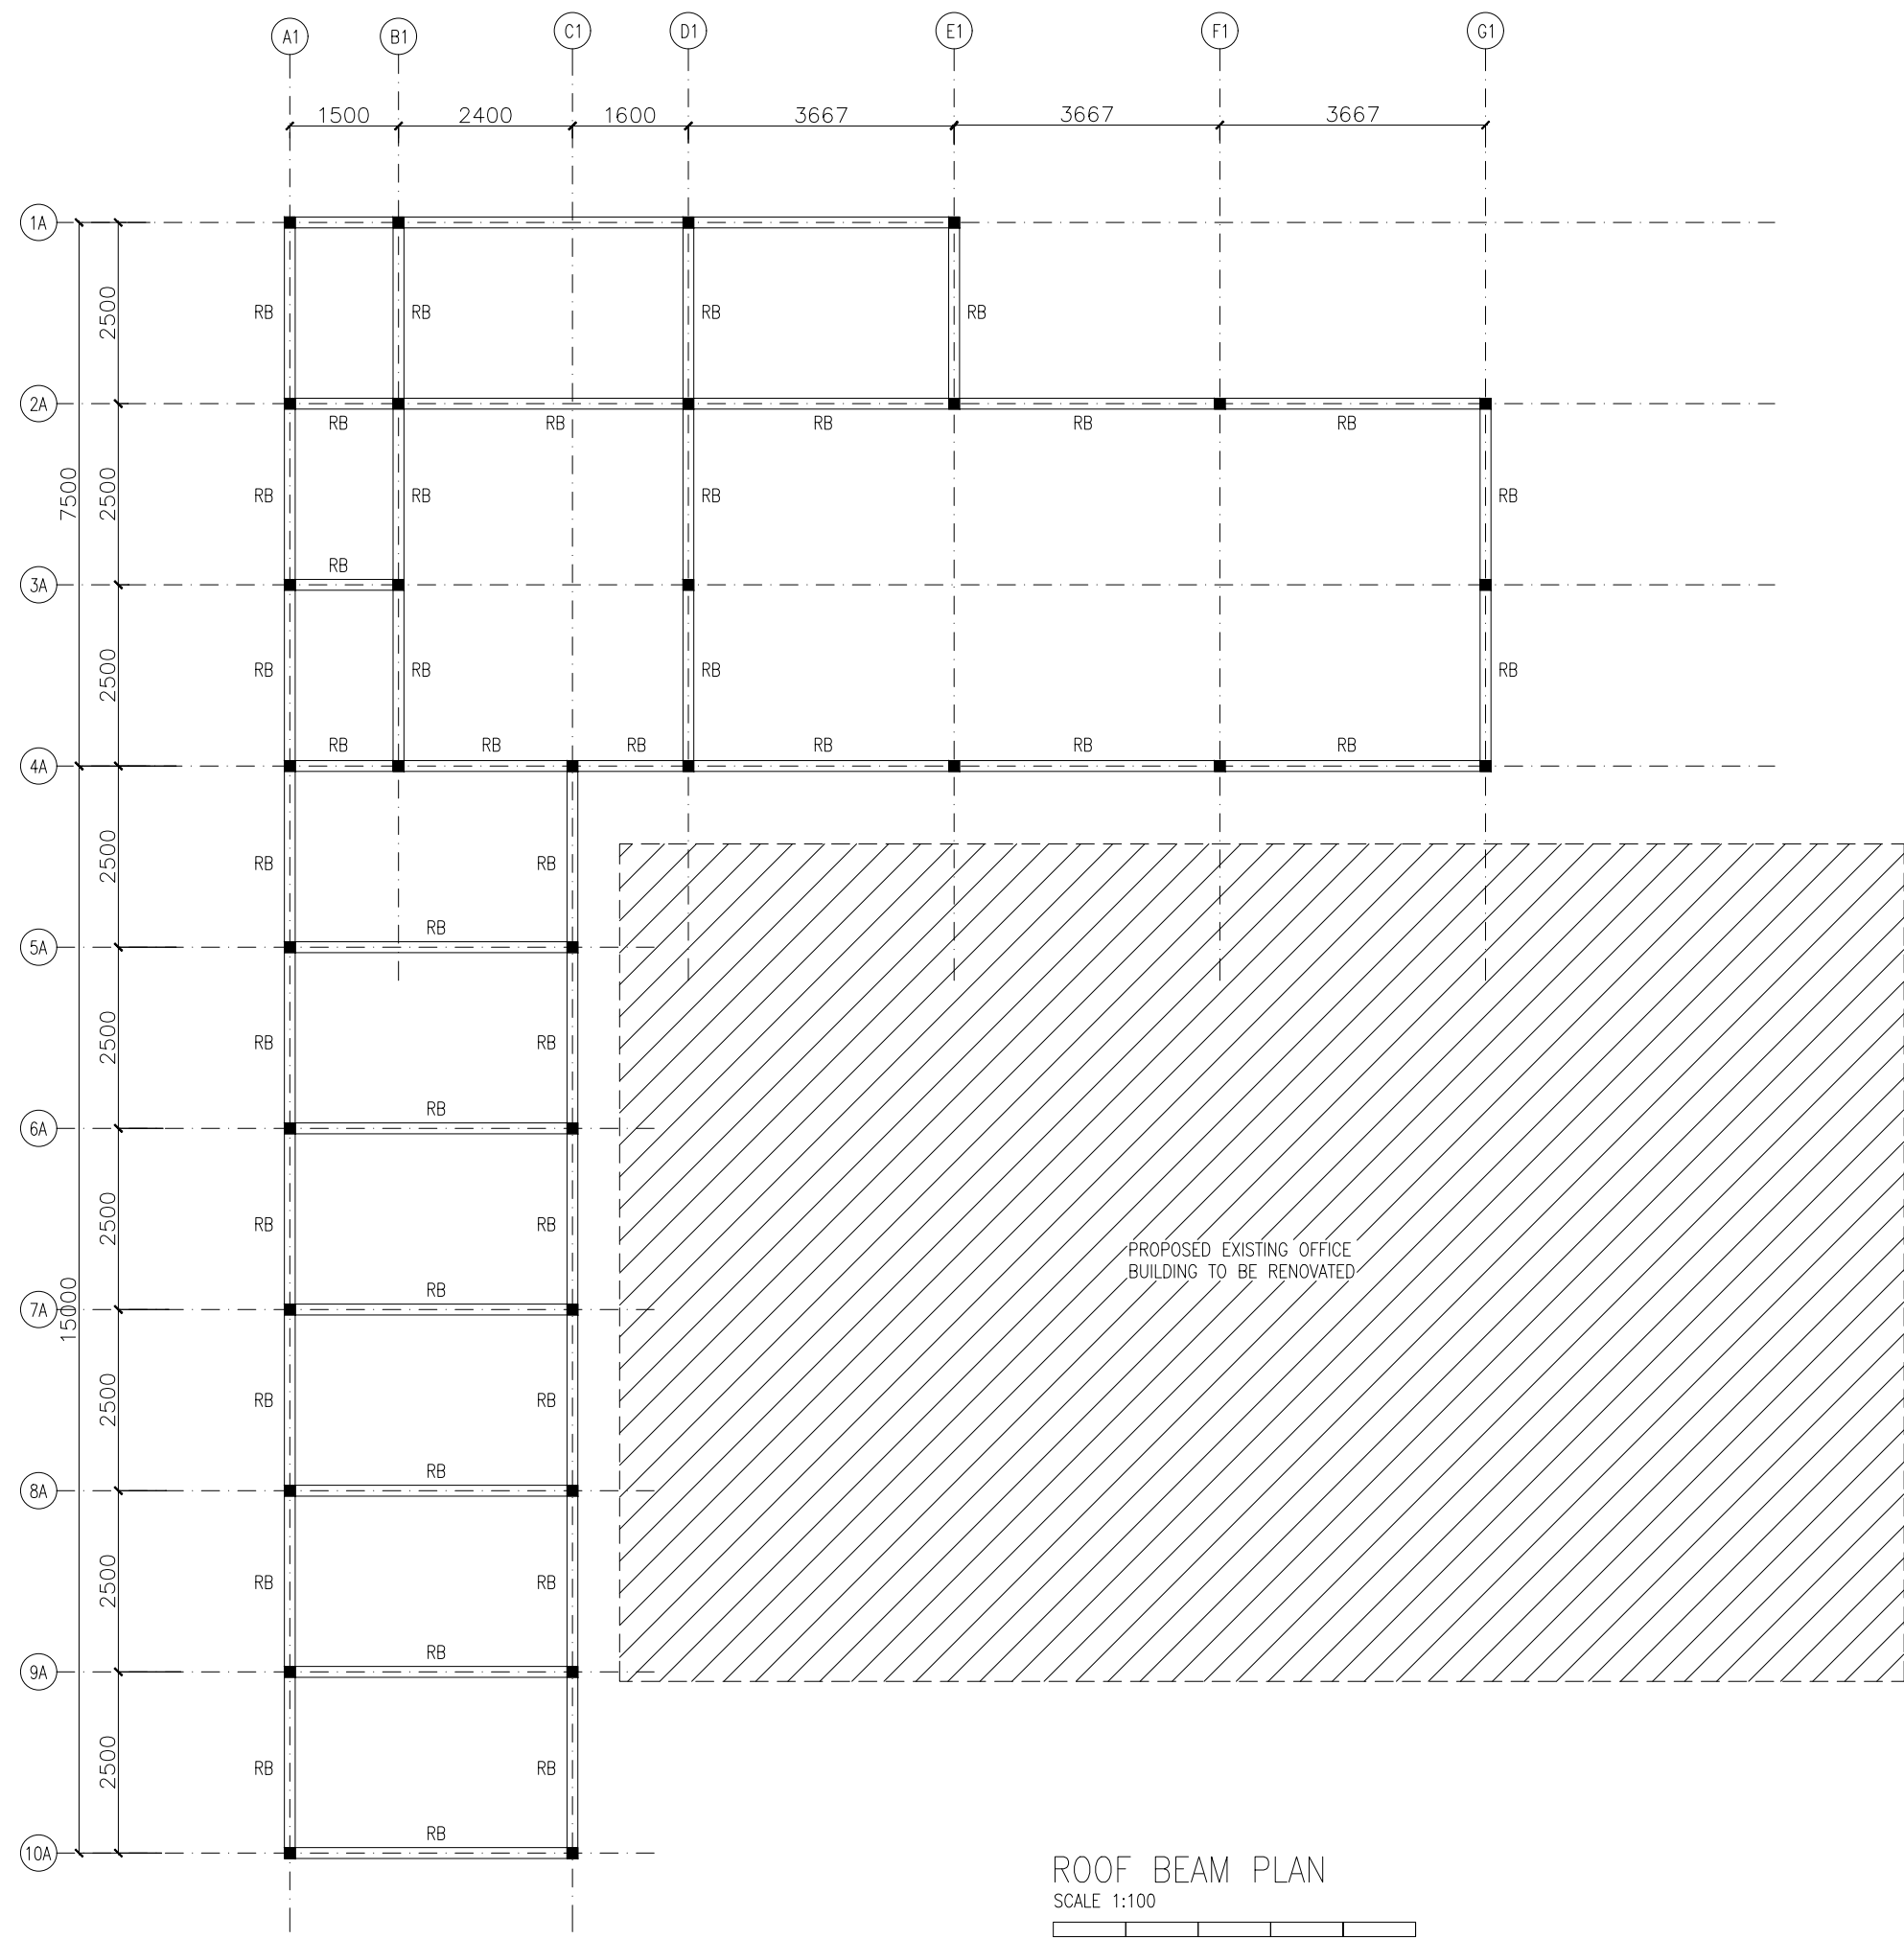 A1 B1 C1 D1 E1 F1 G1
1500 2400 1600 3667 3667 3667
1A
2500
RB RB RB RB
2A
RB RB RB RB RB
7500
2500
RB RB RB RB
RB
3A
2500
RB RB RB RB
RB RB RB RB RB RB
4A
2500
RB RB
RB
5A
2500
RB RB
RB
6A
2500
RB RB
PROPOSED EXISTING OFFICE
BUILDING TO BE RENOVATED
RB
7A
15000
2500
RB RB
RB
8A
2500
RB RB
RB
9A
2500
RB RB
RB
10A
ROOF BEAM PLAN
SCALE 1:100